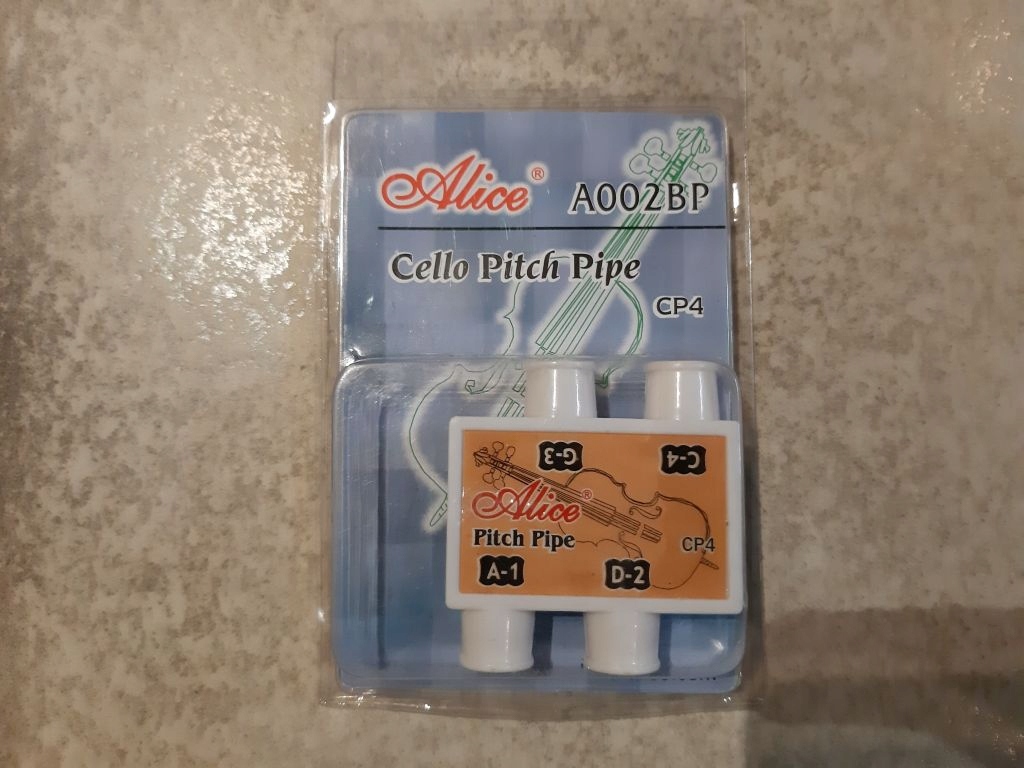 Alice® A002BP
Cello Pitch Pipe
CP4
G-3 C-4
Alice®
Pitch Pipe
CP4
A-1 D-2